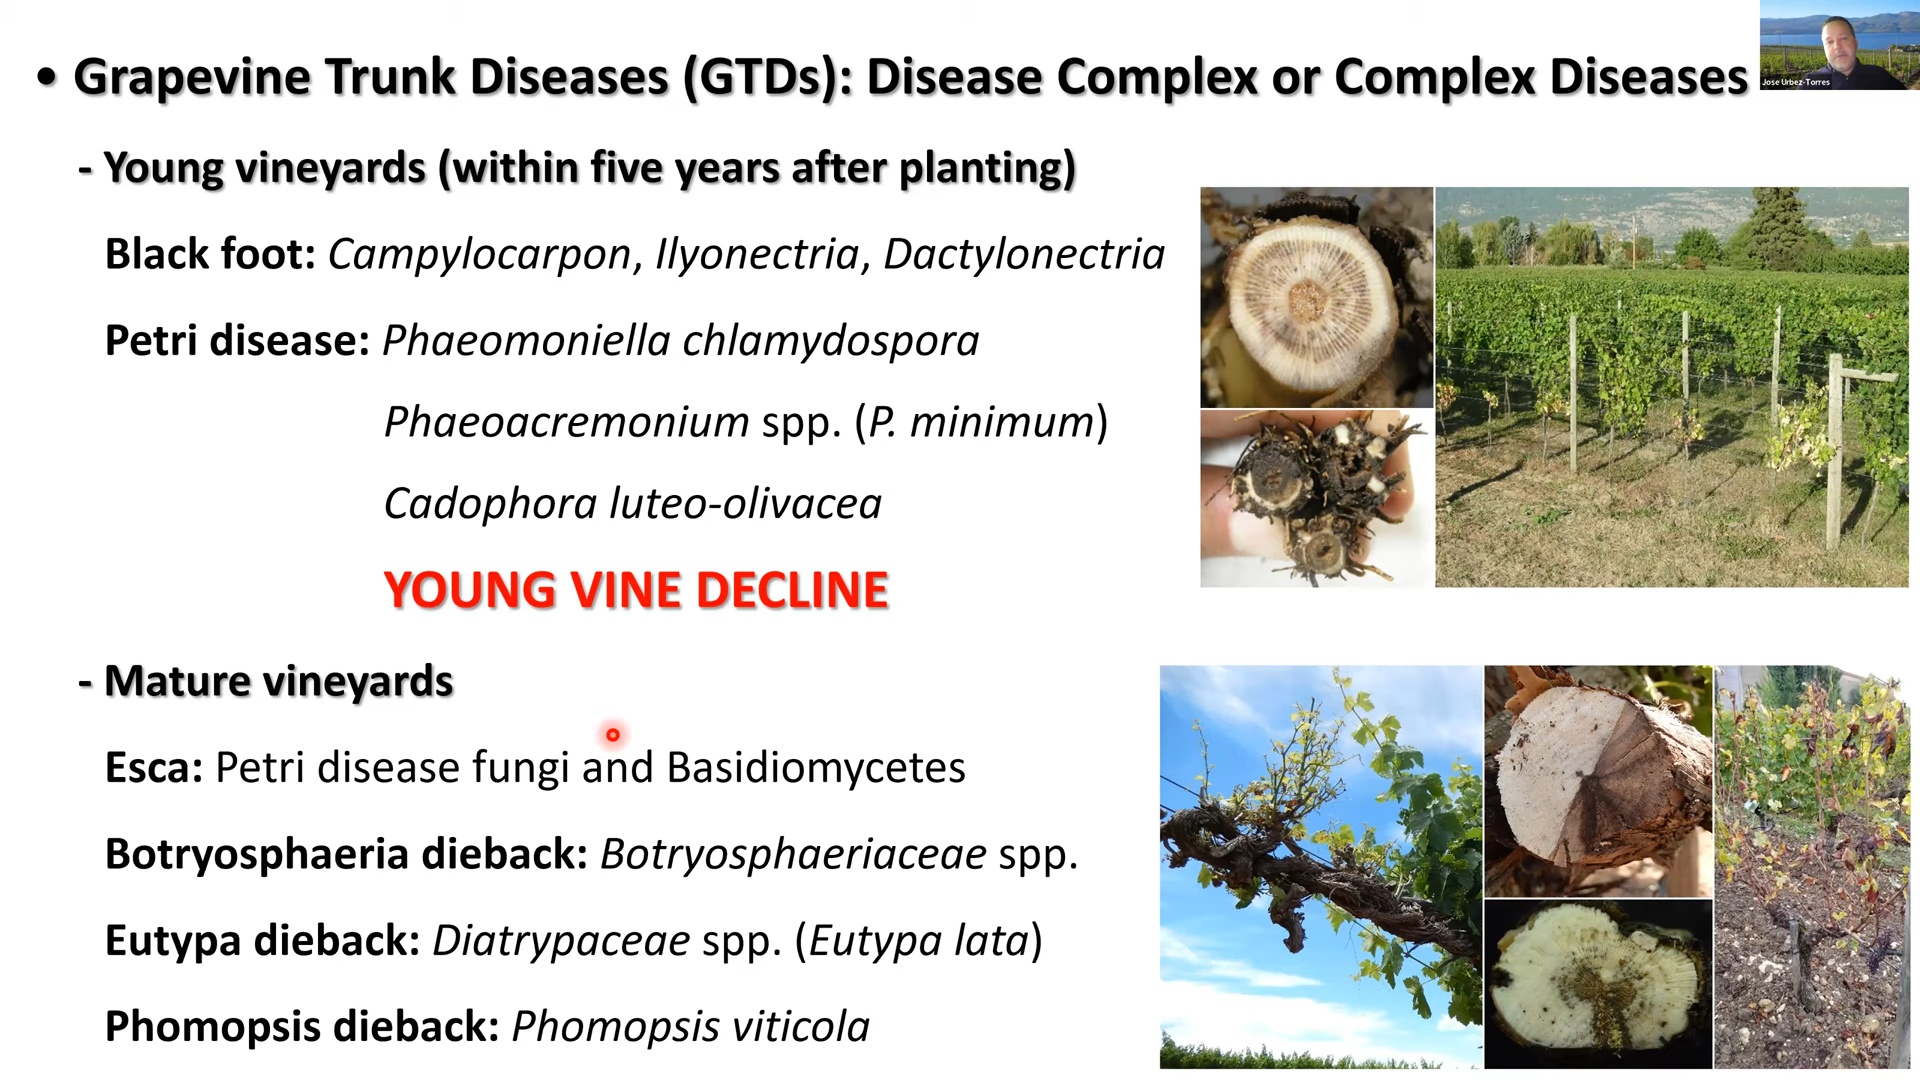 • Grapevine Trunk Diseases (GTDs): Disease Complex or Complex Diseases
Jose Urbez-Torres
- Young vineyards (within five years after planting)
Black foot: Campylocarpon, Ilyonectria, Dactylonectria
Petri disease: Phaeomoniella chlamydospora
Phaeoacremonium spp. (P. minimum)
Cadophora luteo-olivacea
YOUNG VINE DECLINE
- Mature vineyards
Esca: Petri disease fungi and Basidiomycetes
Botryosphaeria dieback: Botryosphaeriaceae spp.
Eutypa dieback: Diatrypaceae spp. (Eutypa lata)
Phomopsis dieback: Phomopsis viticola